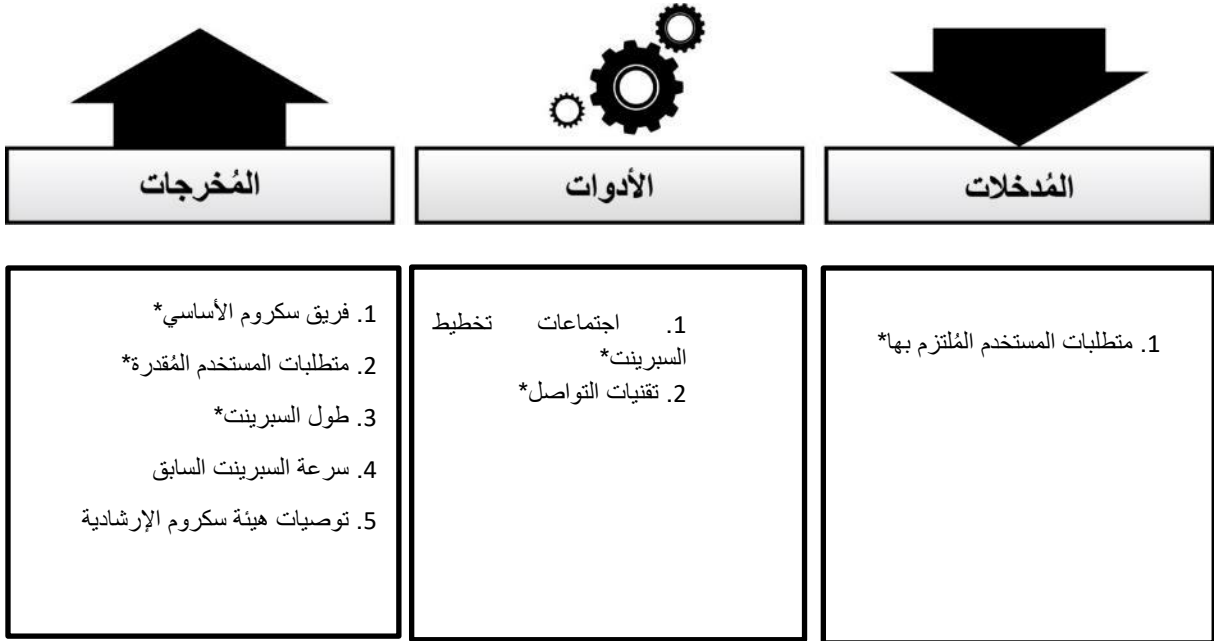 المُدخلات
الأدوات
المُخرجات
1. متطلبات المستخدم المُلتزم بها*
1. اجتماعات تخطيط
السبرينت*
2. تقنيات التواصل*
1. فريق سكروم الأساسي*
2. متطلبات المستخدم المُقدرة*
3. طول السبرينت*
4. سرعة السبرينت السابق
5. توصيات هيئة سكروم الإرشادية